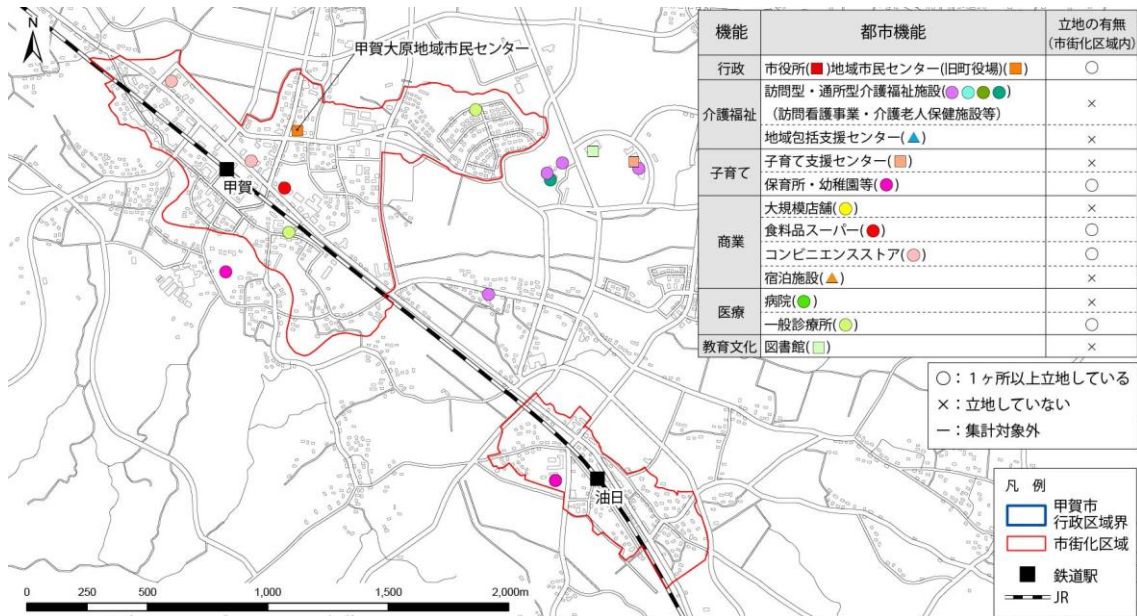 N
甲賀大原地域市民センター
甲賀
油日
0 250 500 1,000 1,500 2,000m
機能 都市機能 立地の有無
(市街化区域内)
行政 市役所(■)地域市民センター(旧町役場)(■) ○
介護福祉 訪問型・通所型介護福祉施設(●●●●)
(訪問看護事業・介護老人保健施設等) ×
地域包括支援センター(▲) ×
子育て 子育て支援センター(■) ×
保育所・幼稚園等(●) ○
商業 大規模店舗(●) ×
食料品スーパー(●) ○
コンビニエンスストア(●) ○
宿泊施設(▲) ×
医療 病院(●) ×
一般診療所(●) ○
教育文化 図書館(■) ×
○：1ヶ所以上立地している
×：立地していない
－：集計対象外
凡 例
甲賀市
行政区域界
市街化区域
鉄道駅
JR